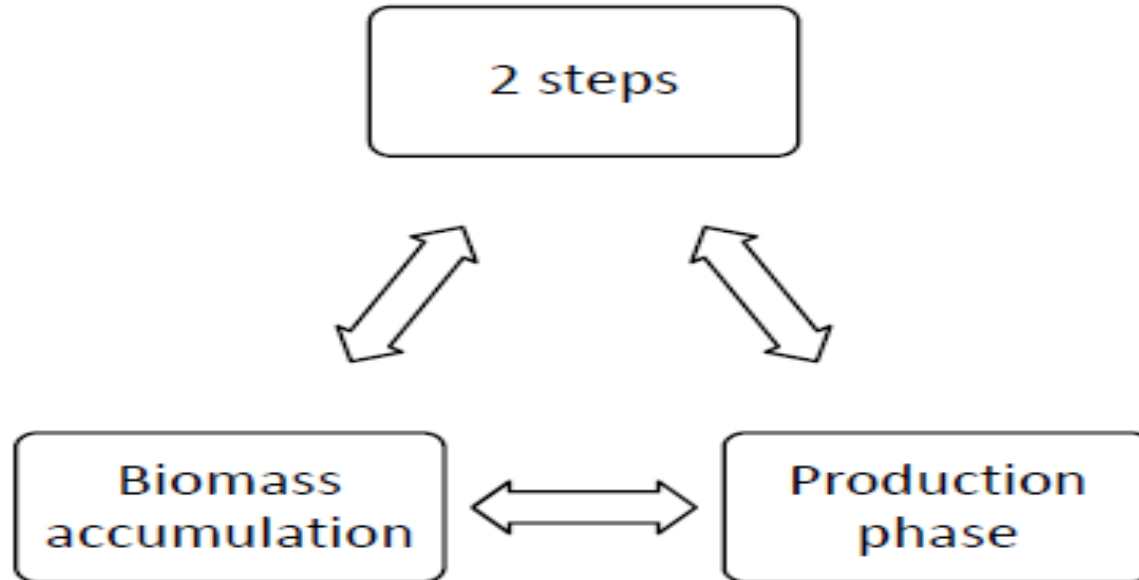 2 steps
Biomass
accumulation
Production
phase